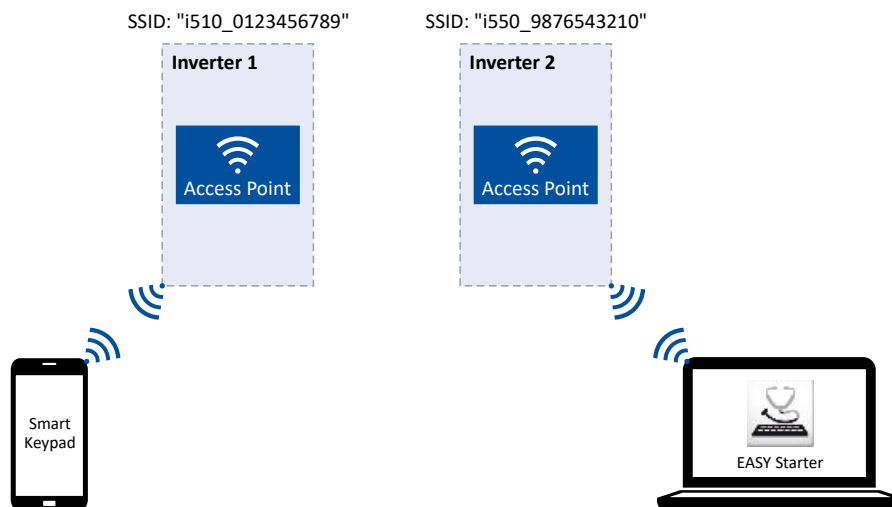 SSID: "i510_0123456789"
SSID: "i550_9876543210"
Inverter 1
Inverter 2
Access Point
Access Point
Smart
Keypad
EASY Starter